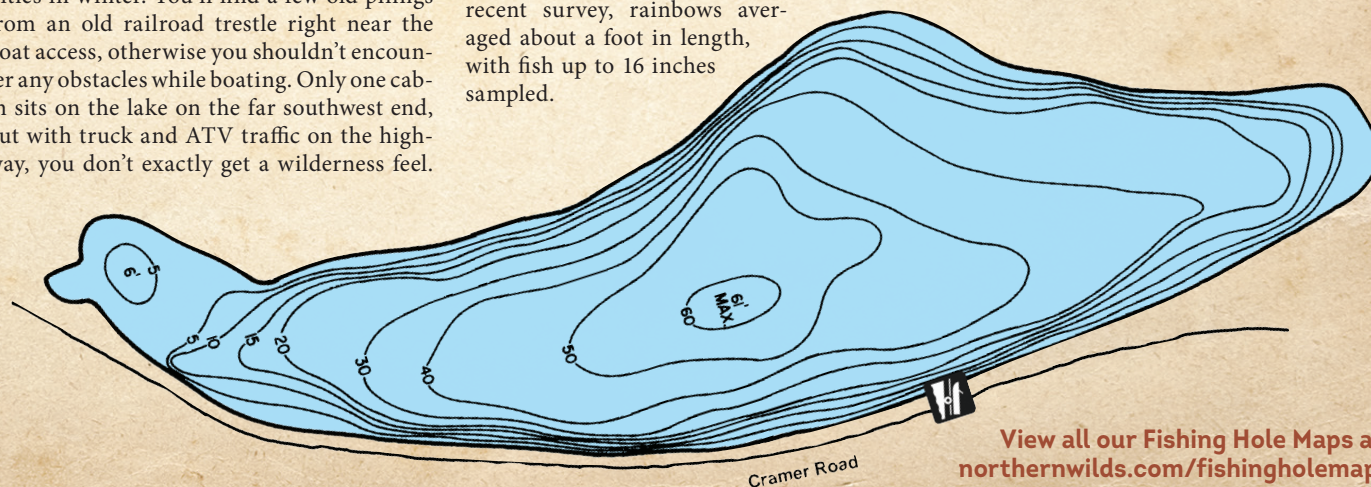 ities in winter. You'll find a few old pilings
rom an old railroad trestle right near the
oat access, otherwise you shouldn't encoun-
er any obstacles while boating. Only one cab-
n sits on the lake on the far southwest end,
ut with truck and ATV traffic on the high-
way, you don't exactly get a wilderness feel.
recent survey, rainbows aver-
aged about a foot in length,
with fish up to 16 inches
sampled.
5
6'
5
10
15
20
30
40
50
60
61'
MAX.
Cramer Road
View all our Fishing Hole Maps a
northernwilds.com/fishingholemap